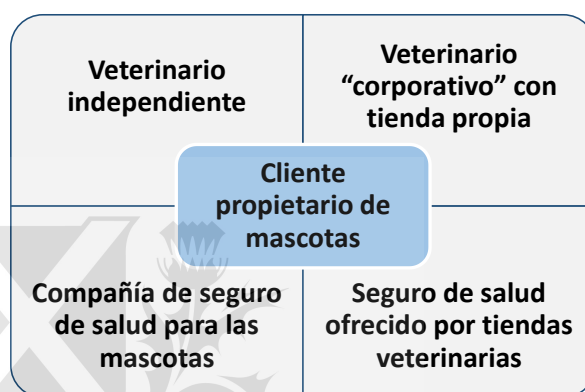 Veterinario
independiente
Veterinario
“corporativo” con
tienda propia
Cliente
propietario de
mascotas
Compañía de seguro
de salud para las
mascotas
Seguro de salud
ofrecido por tiendas
veterinarias